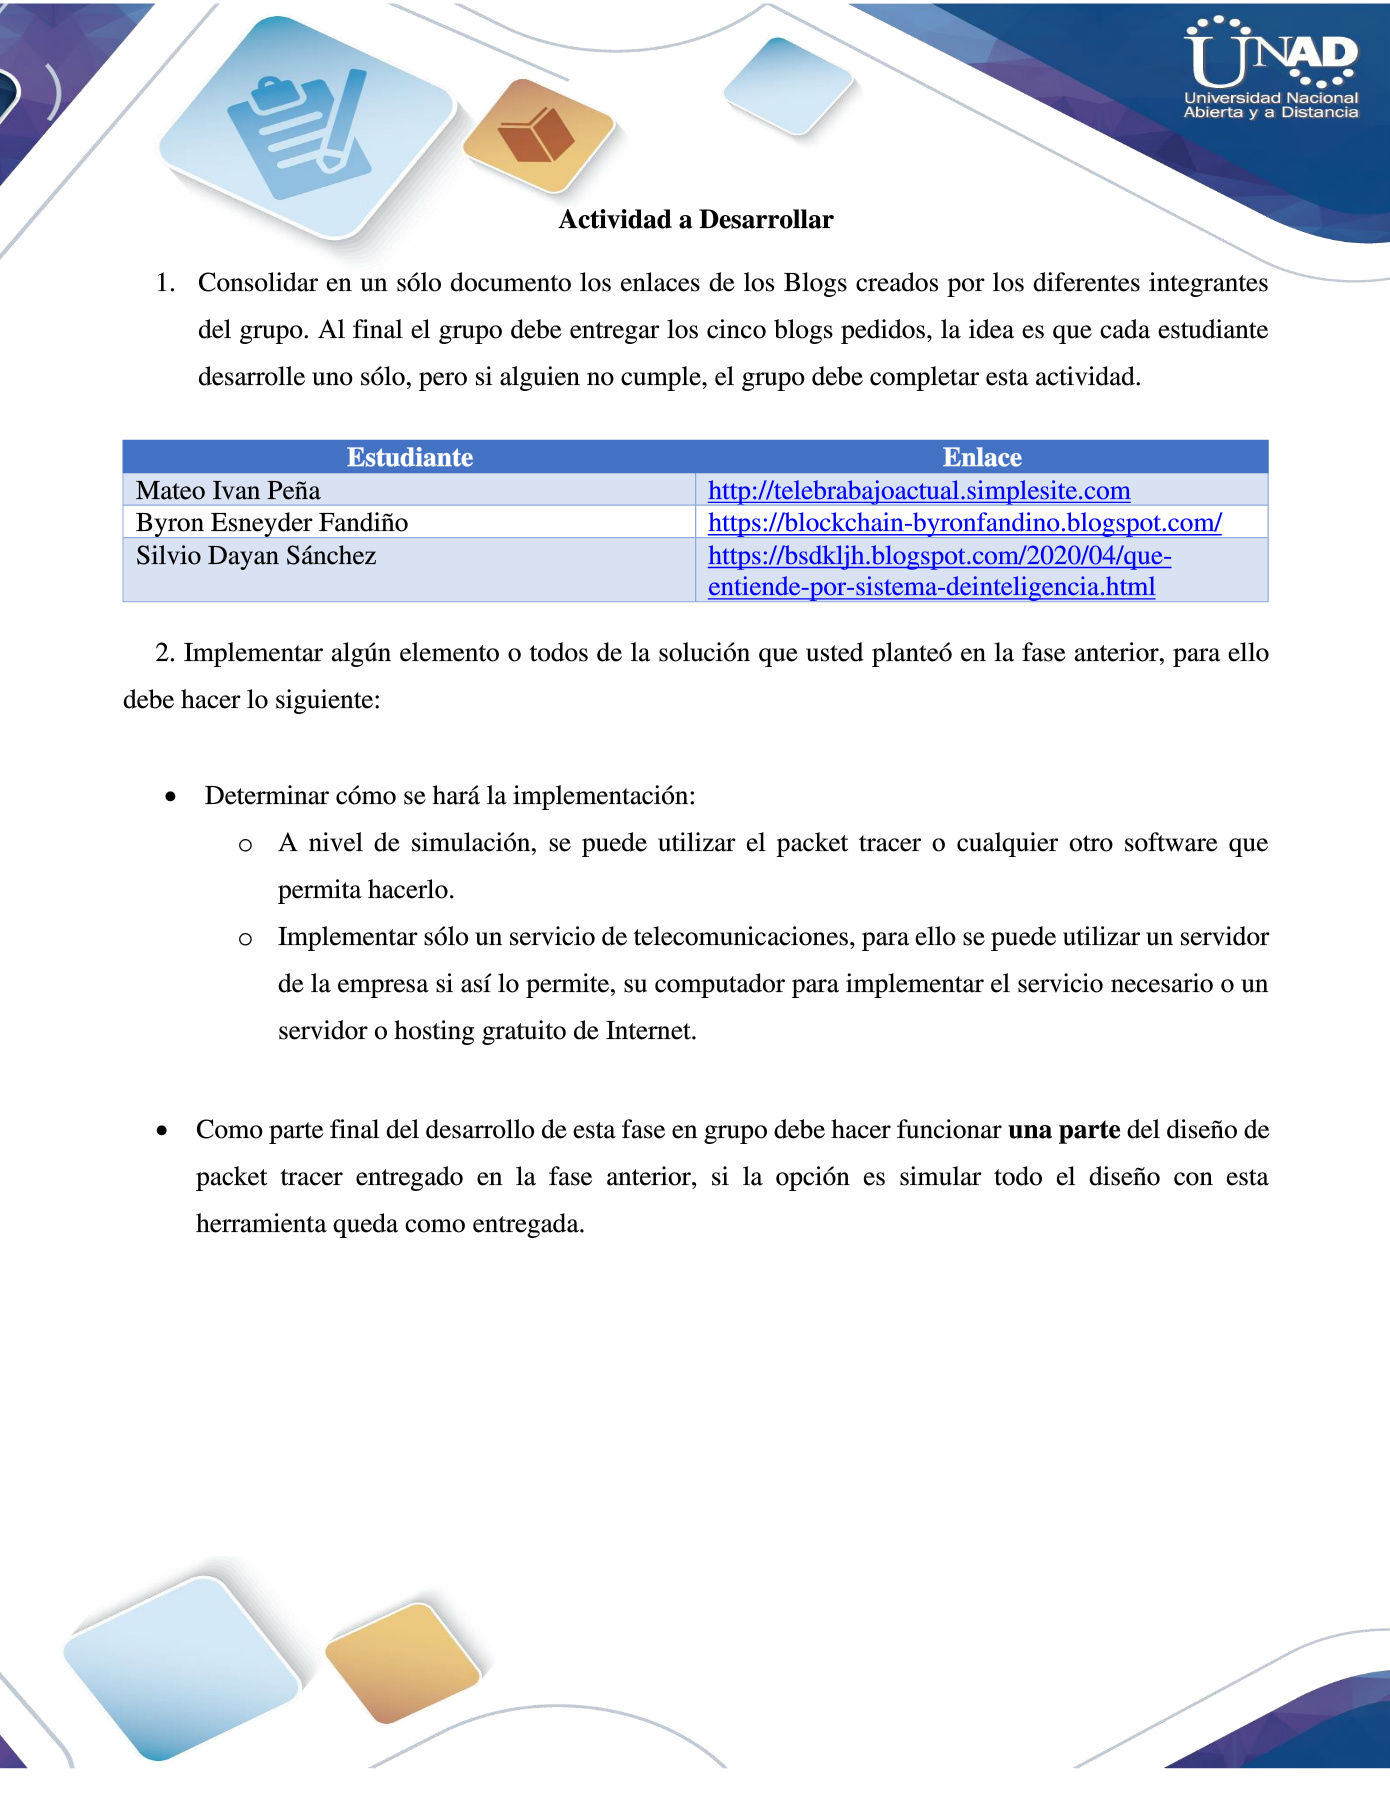 UNAD
Universidad Nacional
Abierta y a Distancia
Actividad a Desarrollar
1. Consolidar en un sólo documento los enlaces de los Blogs creados por los diferentes integrantes
del grupo. Al final el grupo debe entregar los cinco blogs pedidos, la idea es que cada estudiante
desarrolle uno sólo, pero si alguien no cumple, el grupo debe completar esta actividad.
Estudiante Enlace
Mateo Ivan Peña http://telebrabajoactual.simplesite.com
Byron Esneyder Fandiño https://blockchain-byronfandino.blogspot.com/
Silvio Dayan Sánchez https://bsdkljh.blogspot.com/2020/04/que-
entiende-por-sistema-deinteligencia.html
2. Implementar algún elemento o todos de la solución que usted planteó en la fase anterior, para ello
debe hacer lo siguiente:
• Determinar cómo se hará la implementación:
o A nivel de simulación, se puede utilizar el packet tracer o cualquier otro software que
permita hacerlo.
o Implementar sólo un servicio de telecomunicaciones, para ello se puede utilizar un servidor
de la empresa si así lo permite, su computador para implementar el servicio necesario o un
servidor o hosting gratuito de Internet.
• Como parte final del desarrollo de esta fase en grupo debe hacer funcionar una parte del diseño de
packet tracer entregado en la fase anterior, si la opción es simular todo el diseño con esta
herramienta queda como entregada.